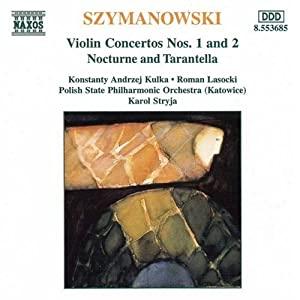 NAXOS
SZYMANOWSKI
DDD
8.553685
Violin Concertos Nos. 1 and 2
Nocturne and Tarantella
Konstanty Andrzej Kulka • Roman Lasocki
Polish State Philharmonic Orchestra (Katowice)
Karol Stryja